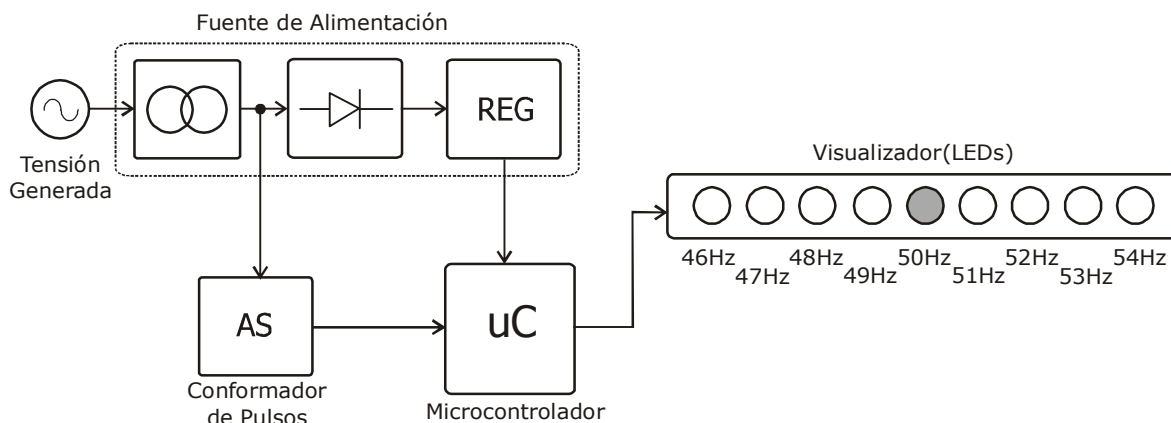 Fuente de Alimentación
REG
Tensión
Generada
Visualizador(LEDs)
46Hz
47Hz
48Hz
49Hz
50Hz
51Hz
52Hz
53Hz
54Hz
AS
uC
Conformador
de Pulsos
Microcontrolador